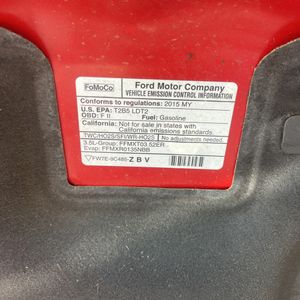 FoMoCo
Ford Motor Company
VEHICLE EMISSION CONTROL INFORMATION
Conforms to regulations: 2015 MY
U.S. EPA: T2B5 LDT2
OBD: F II Fuel: Gasoline
California: Not for sale in states with
California emissions standards.
TWC/HO2S/SFI/WR-HO2S No adjustments needed.
3.5L-Group: FFMXT03.52ER
Evap: FFMXR0135NBB
FW7E-9C485-ZBV